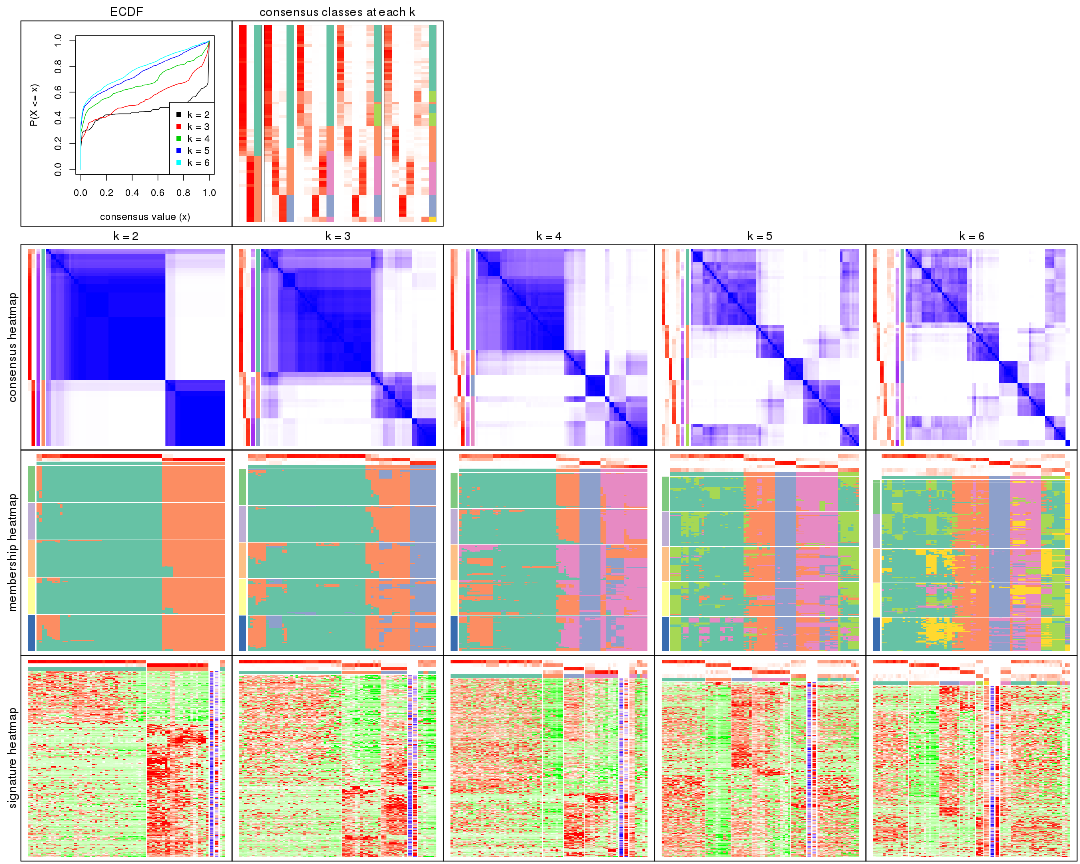 ECDF
consensus classes at each k
P(X <= x)
0.0 0.2 0.4 0.6 0.8 1.0
k = 2
k = 3
k = 4
k = 5
k = 6
0.0 0.2 0.4 0.6 0.8 1.0
consensus value (x)
k = 2 k = 3 k = 4 k = 5 k = 6
consensus heatmap
membership heatmap
signature heatmap